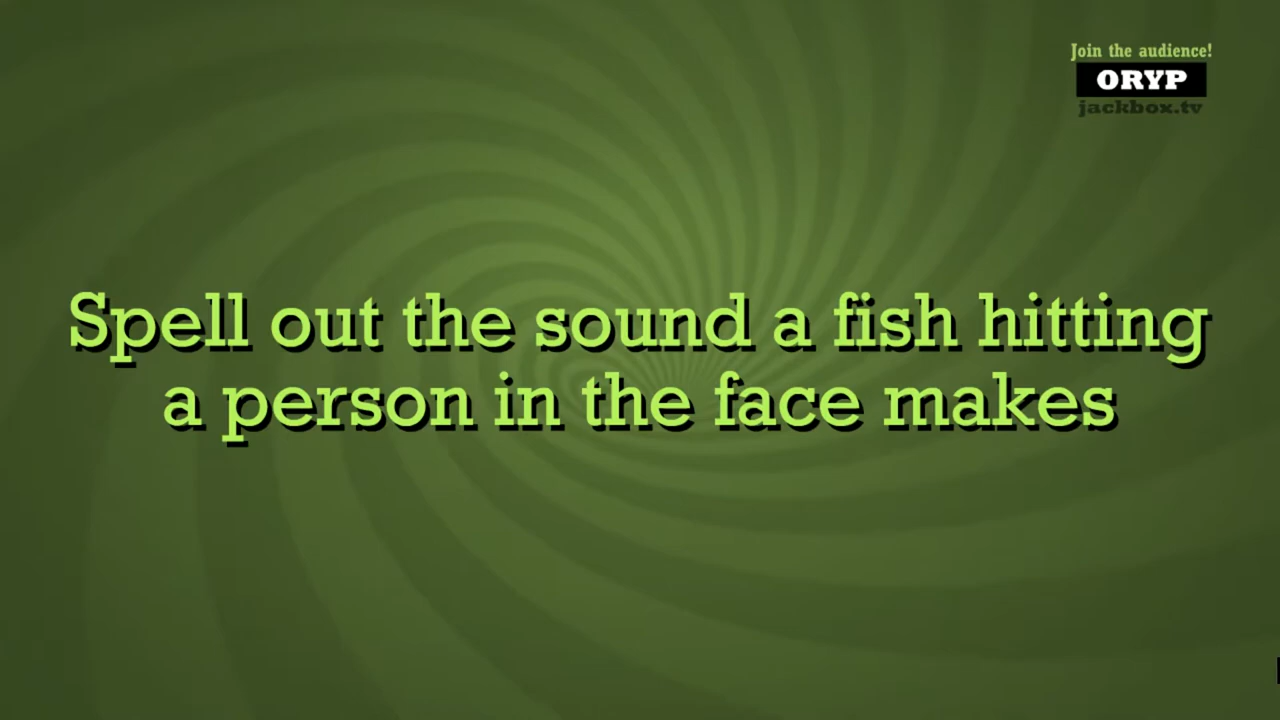 Join the audience!
ORYP
jackbox.tv
Spell out the sound a fish hitting
a person in the face makes